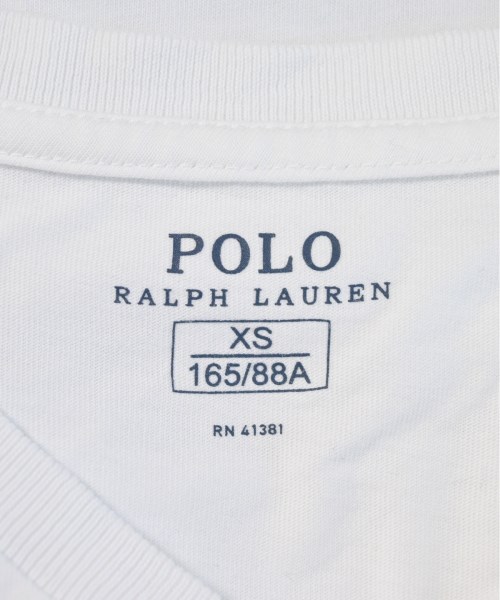 POLO
RALPH LAUREN
XS
165/88A
RN 41381